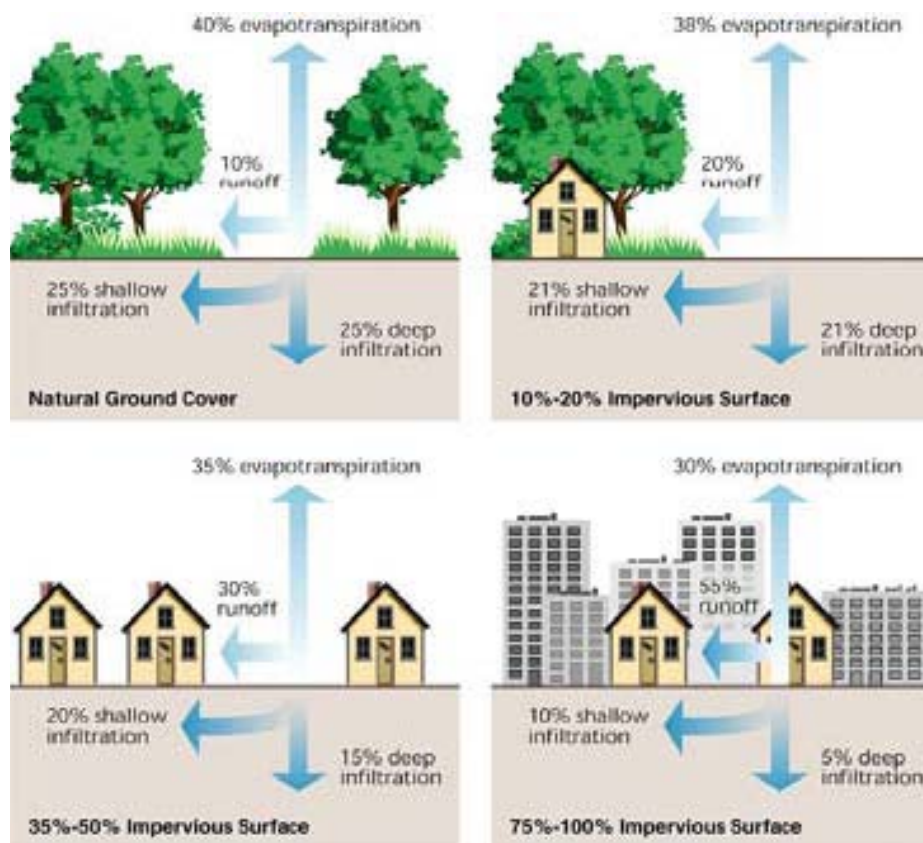 40% evapotranspiration
10%
runoff
25% shallow
infiltration
25% deep
infiltration
Natural Ground Cover
38% evapotranspiration
20%
runoff
21% shallow
infiltration
21% deep
infiltration
10%-20% Impervious Surface
35% evapotranspiration
30%
runoff
20% shallow
infiltration
15% deep
infiltration
35%-50% Impervious Surface
30% evapotranspiration
55%
runoff
10% shallow
infiltration
5% deep
infiltration
75%-100% Impervious Surface